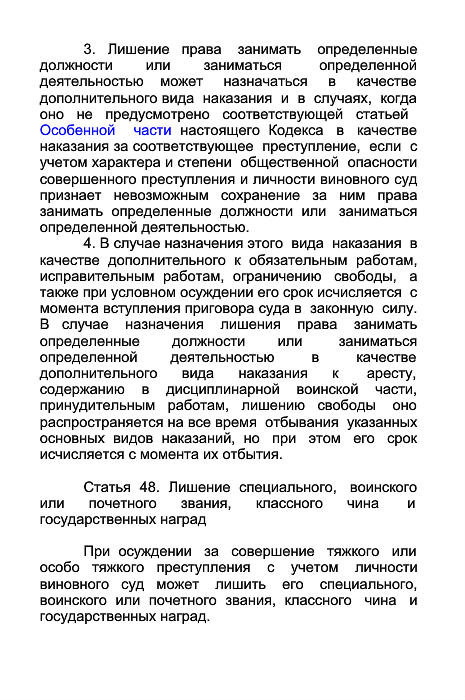 3. Лишение права занимать определенные
должности или заниматься определенной
деятельностью может назначаться в качестве
дополнительного вида наказания и в случаях, когда
оно не предусмотрено соответствующей статьей
Особенной части настоящего Кодекса в качестве
наказания за соответствующее преступление, если с
учетом характера и степени общественной опасности
совершенного преступления и личности виновного суд
признает невозможным сохранение за ним права
занимать определенные должности или заниматься
определенной деятельностью.
4. В случае назначения этого вида наказания в
качестве дополнительного к обязательным работам,
исправительным работам, ограничению свободы, а
также при условном осуждении его срок исчисляется с
момента вступления приговора суда в законную силу.
В случае назначения лишения права занимать
определенные должности или заниматься
определенной деятельностью в качестве
дополнительного вида наказания к аресту,
содержанию в дисциплинарной воинской части,
принудительным работам, лишению свободы оно
распространяется на все время отбывания указанных
основных видов наказаний, но при этом его срок
исчисляется с момента их отбытия.
Статья 48. Лишение специального, воинского
или почетного звания, классного чина и
государственных наград
При осуждении за совершение тяжкого или
особо тяжкого преступления с учетом личности
виновного суд может лишить его специального,
воинского или почетного звания, классного чина и
государственных наград.